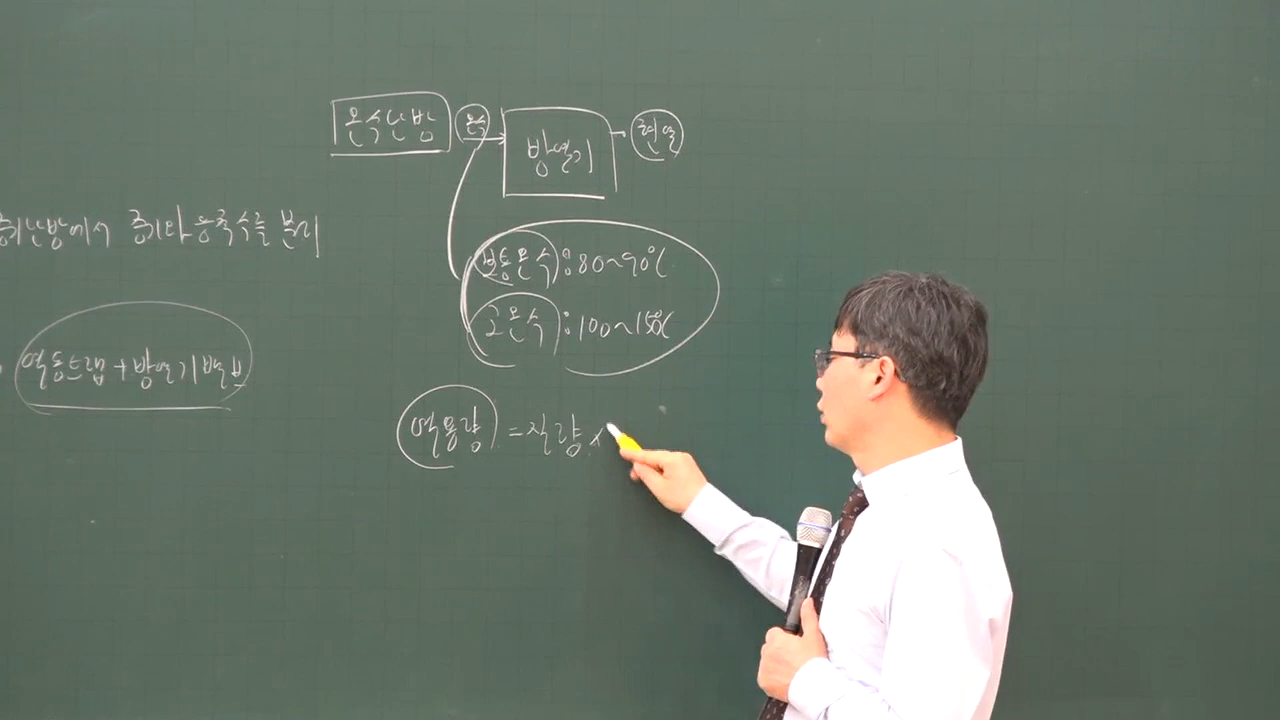 온수난방 온수 방열기 현열
증기난방에서 증기와 응축수를 분리
보통온수 : 80~90℃
고온수 : 100~150℃
열동트랩 + 방열기밸브
열용량 = 질량 ×